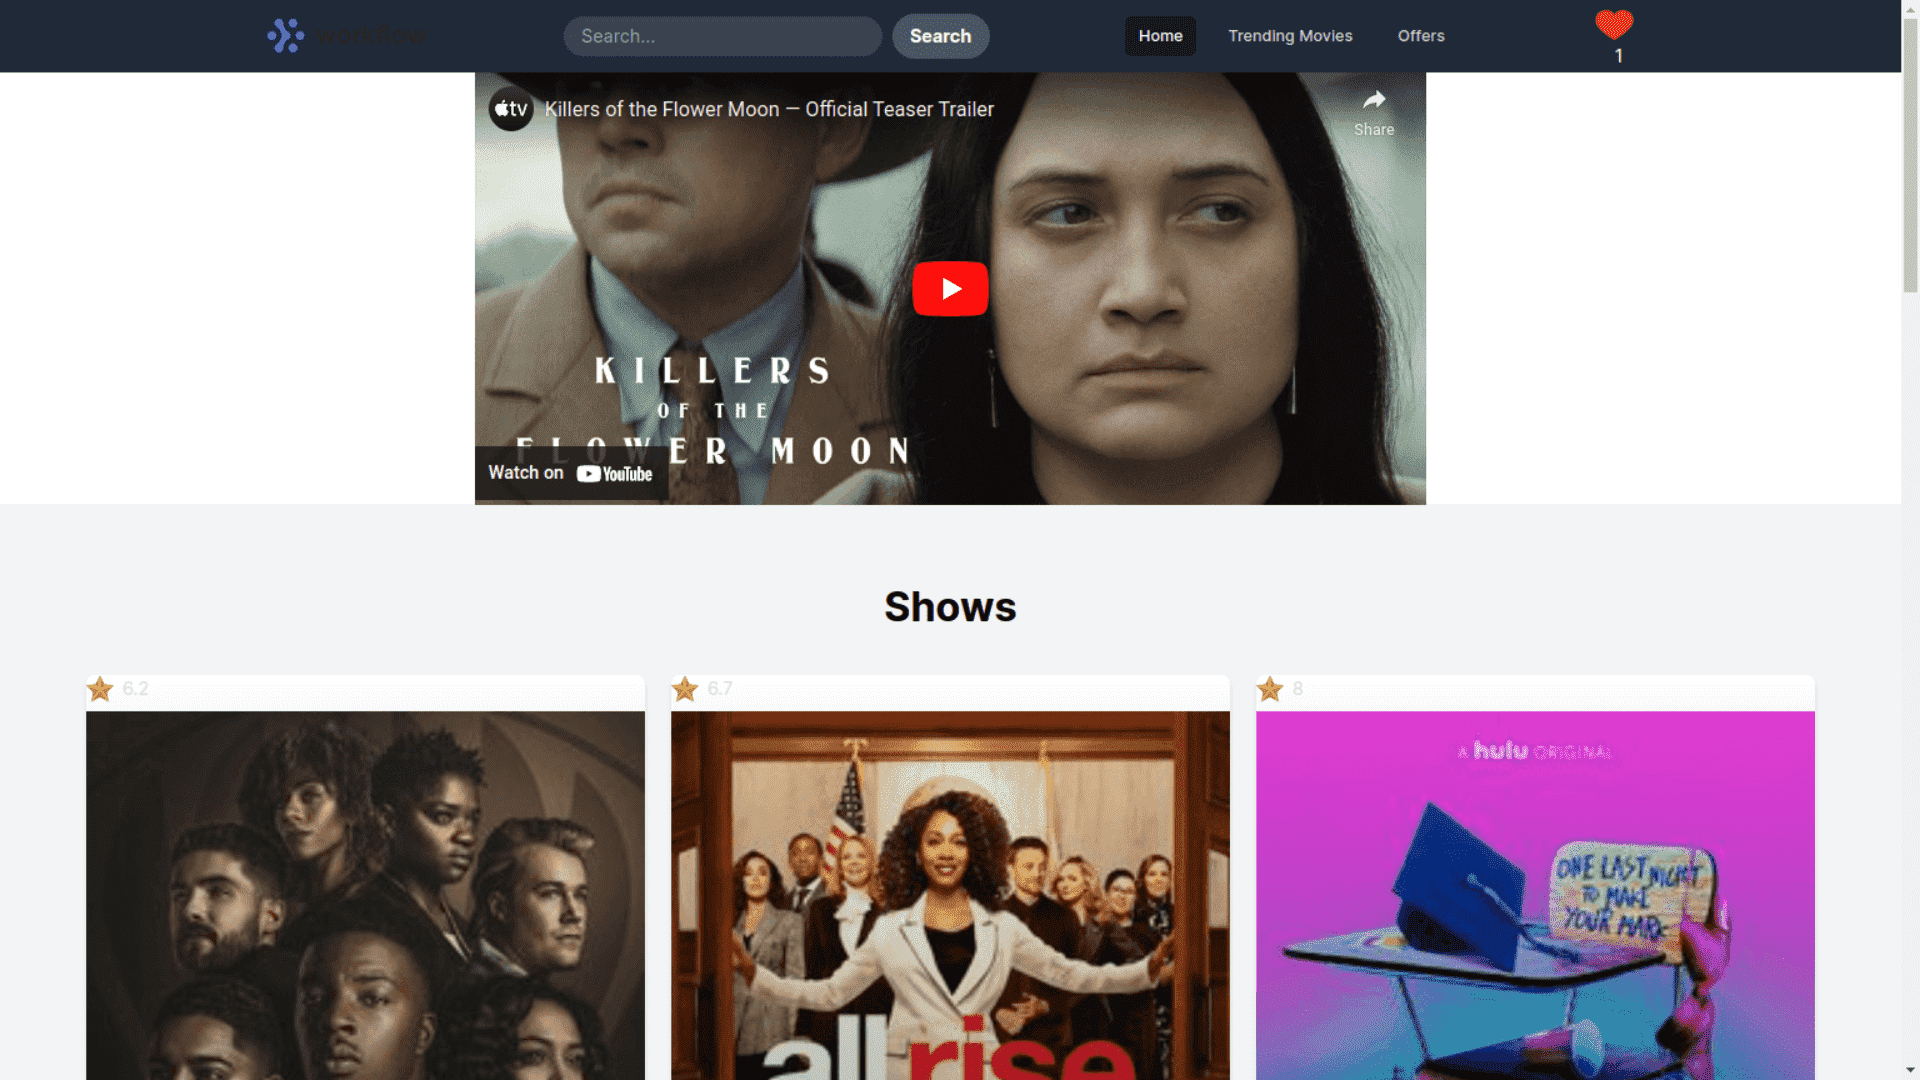 workflow
Search...
Search
Home
Trending Movies
Offers
1
tv
Killers of the Flower Moon — Official Teaser Trailer
Share
KILLERS
OF THE
FLOWER MOON
Watch on YouTube
Shows
6.2
6.7
8
A hulu ORIGINAL
ONE LAST NIGHT
TO MAKE
YOUR MARK
all rise